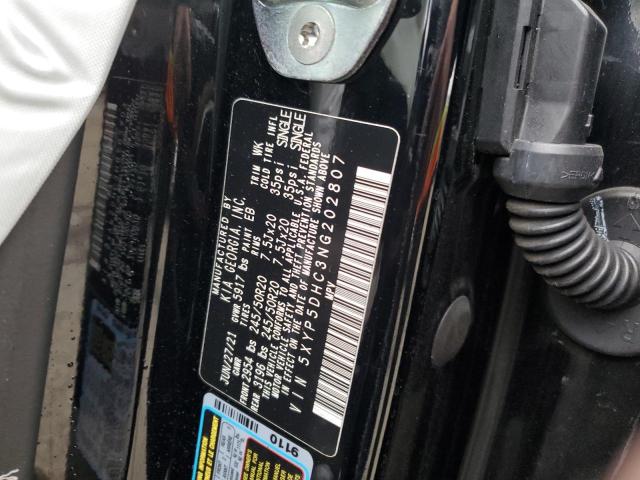 MANUFACTURED BY KIA GEORGIA, INC.
JUN/27/21 GVWR 5917 lbs PAINT EB TRIM WK
GAWR TIRES RIMS COLD TIRE INFL
FRONT 2954 lbs 245/50R20 7.5Jx20 35psi SINGLE
REAR 3196 lbs 245/50R20 7.5Jx20 35psi SINGLE
THIS VEHICLE CONFORMS TO ALL APPLICABLE U.S.A. FEDERAL
MOTOR VEHICLE SAFETY AND THEFT PREVENTION STANDARDS
IN EFFECT ON THE DATE OF MANUFACTURE SHOWN ABOVE
VIN 5XYP5DHC3NG202807
MPV
9110